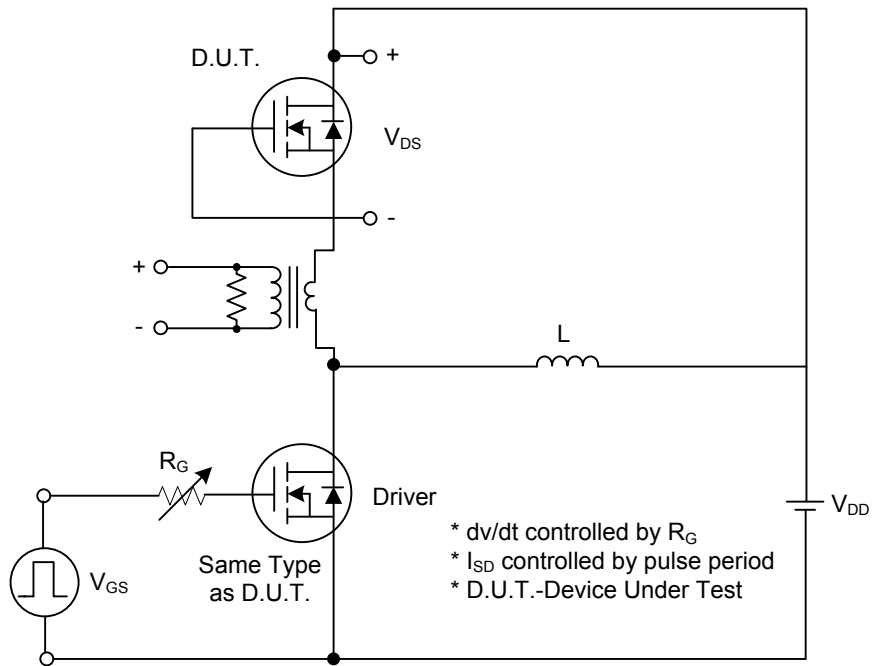 D.U.T.
+
V_DS
-
+
-
L
R_G
Driver
V_DD
V_GS
Same Type
as D.U.T.
* dv/dt controlled by R_G
* I_SD controlled by pulse period
* D.U.T.-Device Under Test